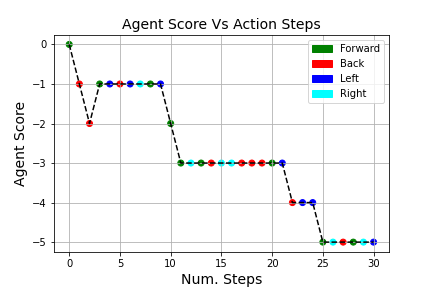 Agent Score Vs Action Steps
Agent Score
0
−1
−2
−3
−4
−5
Forward
Back
Left
Right
0 5 10 15 20 25 30
Num. Steps